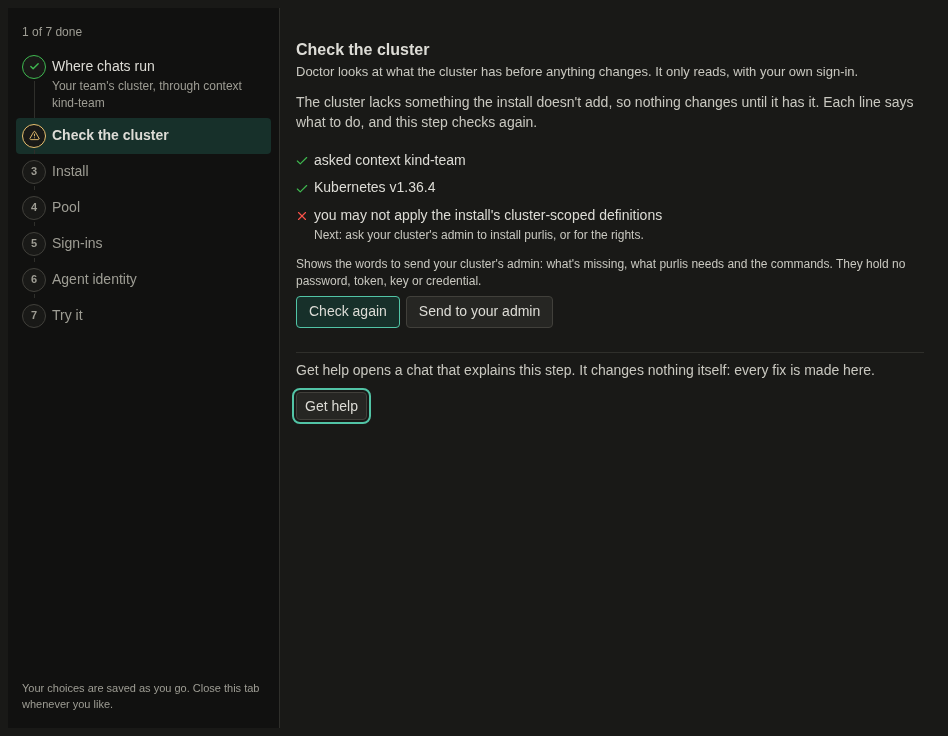 1 of 7 done
Where chats run
Your team's cluster, through context
kind-team
Check the cluster
3 Install
4 Pool
5 Sign-ins
6 Agent identity
7 Try it
Your choices are saved as you go. Close this tab
whenever you like.
Check the cluster
Doctor looks at what the cluster has before anything changes. It only reads, with your own sign-in.
The cluster lacks something the install doesn't add, so nothing changes until it has it. Each line says
what to do, and this step checks again.
asked context kind-team
Kubernetes v1.36.4
you may not apply the install's cluster-scoped definitions
Next: ask your cluster's admin to install purlis, or for the rights.
Shows the words to send your cluster's admin: what's missing, what purlis needs and the commands. They hold no
password, token, key or credential.
Check again
Send to your admin
Get help opens a chat that explains this step. It changes nothing itself: every fix is made here.
Get help